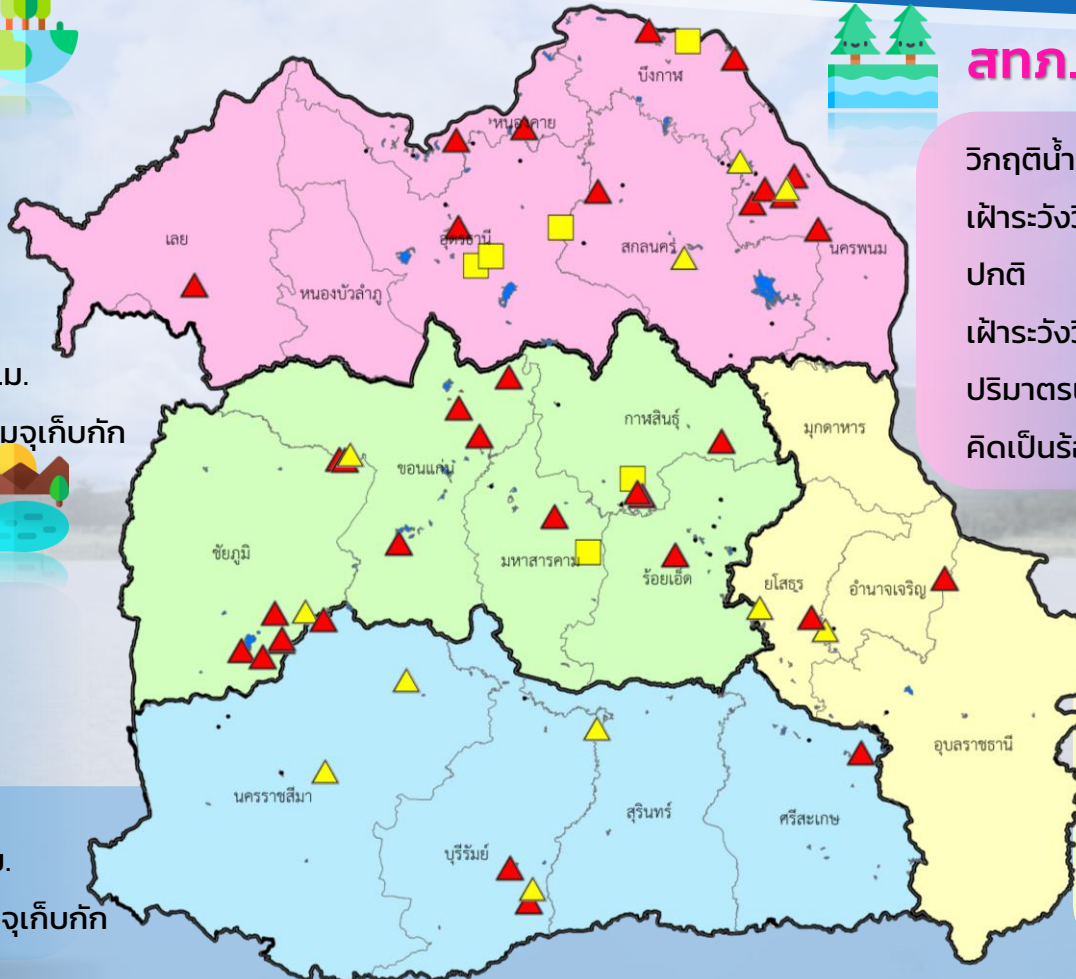 สทภ.
วิกฤติน้ำ
เฝ้าระวังวิ
ปกติ
เฝ้าระวังวิ
ปริมาตรน
คิดเป็นร้อ
.ม.
มจุเก็บกัก
ม.
จุเก็บกัก
บึงกาฬ
หนองคาย
เลย
อุดรธานี
สกลนคร
นครพนม
หนองบัวลำภู
กาฬสินธุ์
มุกดาหาร
ขอนแก่น
ชัยภูมิ
มหาสารคาม
ร้อยเอ็ด
ยโสธร
อำนาจเจริญ
อุบลราชธานี
นครราชสีมา
สุรินทร์
ศรีสะเกษ
บุรีรัมย์